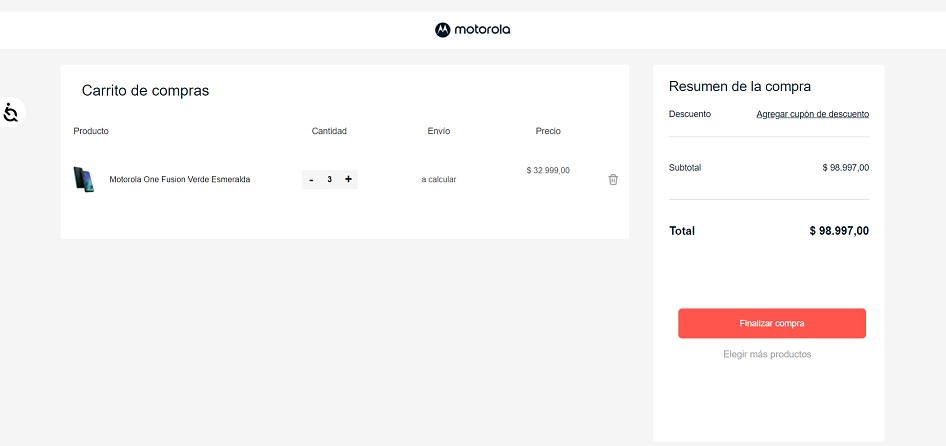 motorola
Carrito de compras
Producto Cantidad Envío Precio
Motorola One Fusion Verde Esmeralda - 3 + a calcular $ 32.999,00
Resumen de la compra
Descuento Agregar cupón de descuento
Subtotal $ 98.997,00
Total $ 98.997,00
Finalizar compra
Elegir más productos